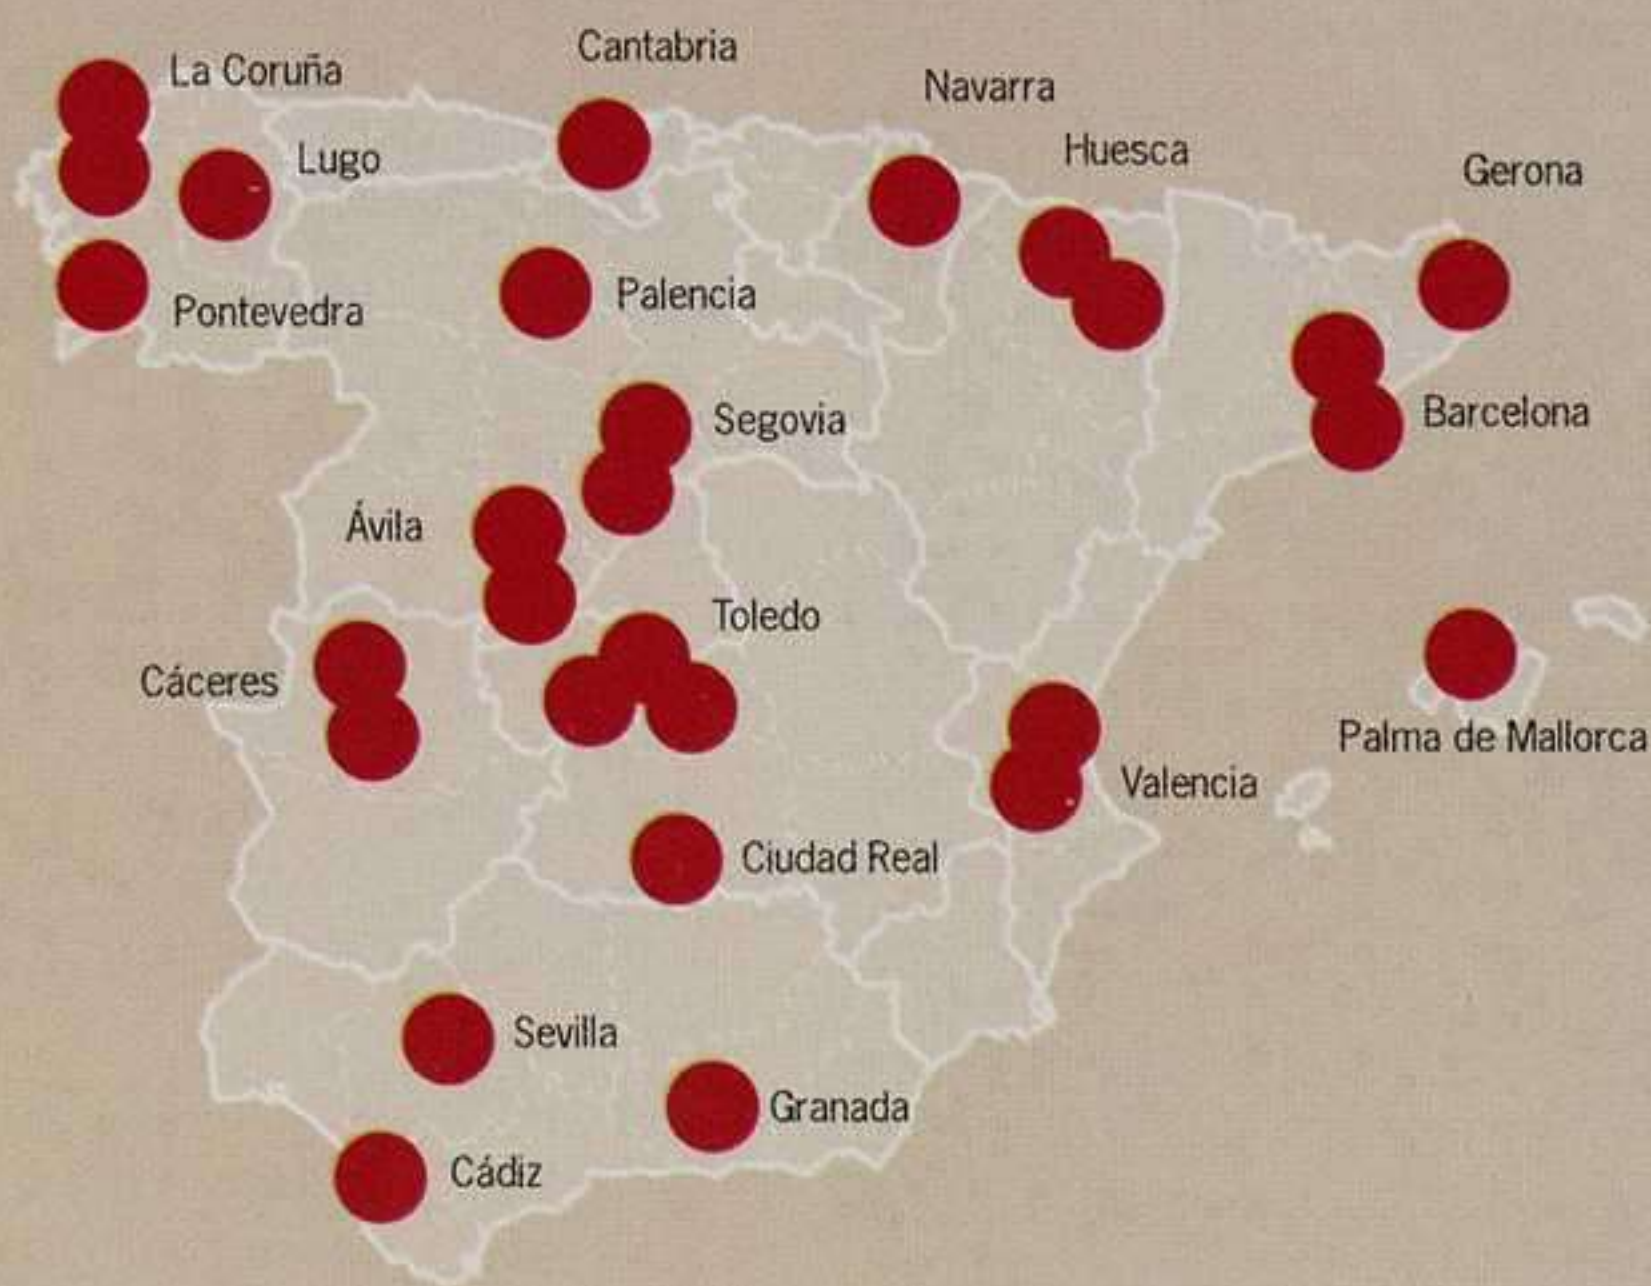 Cantabria
La Coruña
Navarra
Huesca
Lugo
Gerona
Palencia
Pontevedra
Barcelona
Segovia
Ávila
Toledo
Cáceres
Palma de Mallorca
Valencia
Ciudad Real
Sevilla
Granada
Cádiz